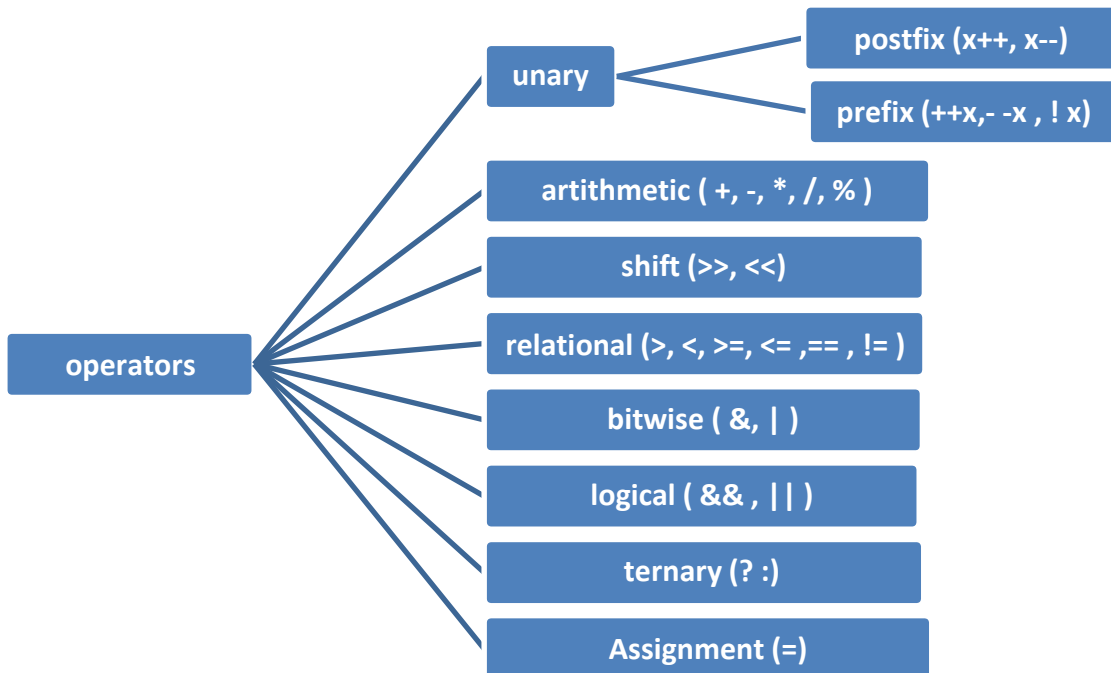 postfix (x++, x--)
unary
prefix (++x,- -x , ! x)
artithmetic ( +, -, *, /, % )
shift (>>, <<)
relational (>, <, >=, <= ,== , != )
operators
bitwise ( &, | )
logical ( && , || )
ternary (? :)
Assignment (=)